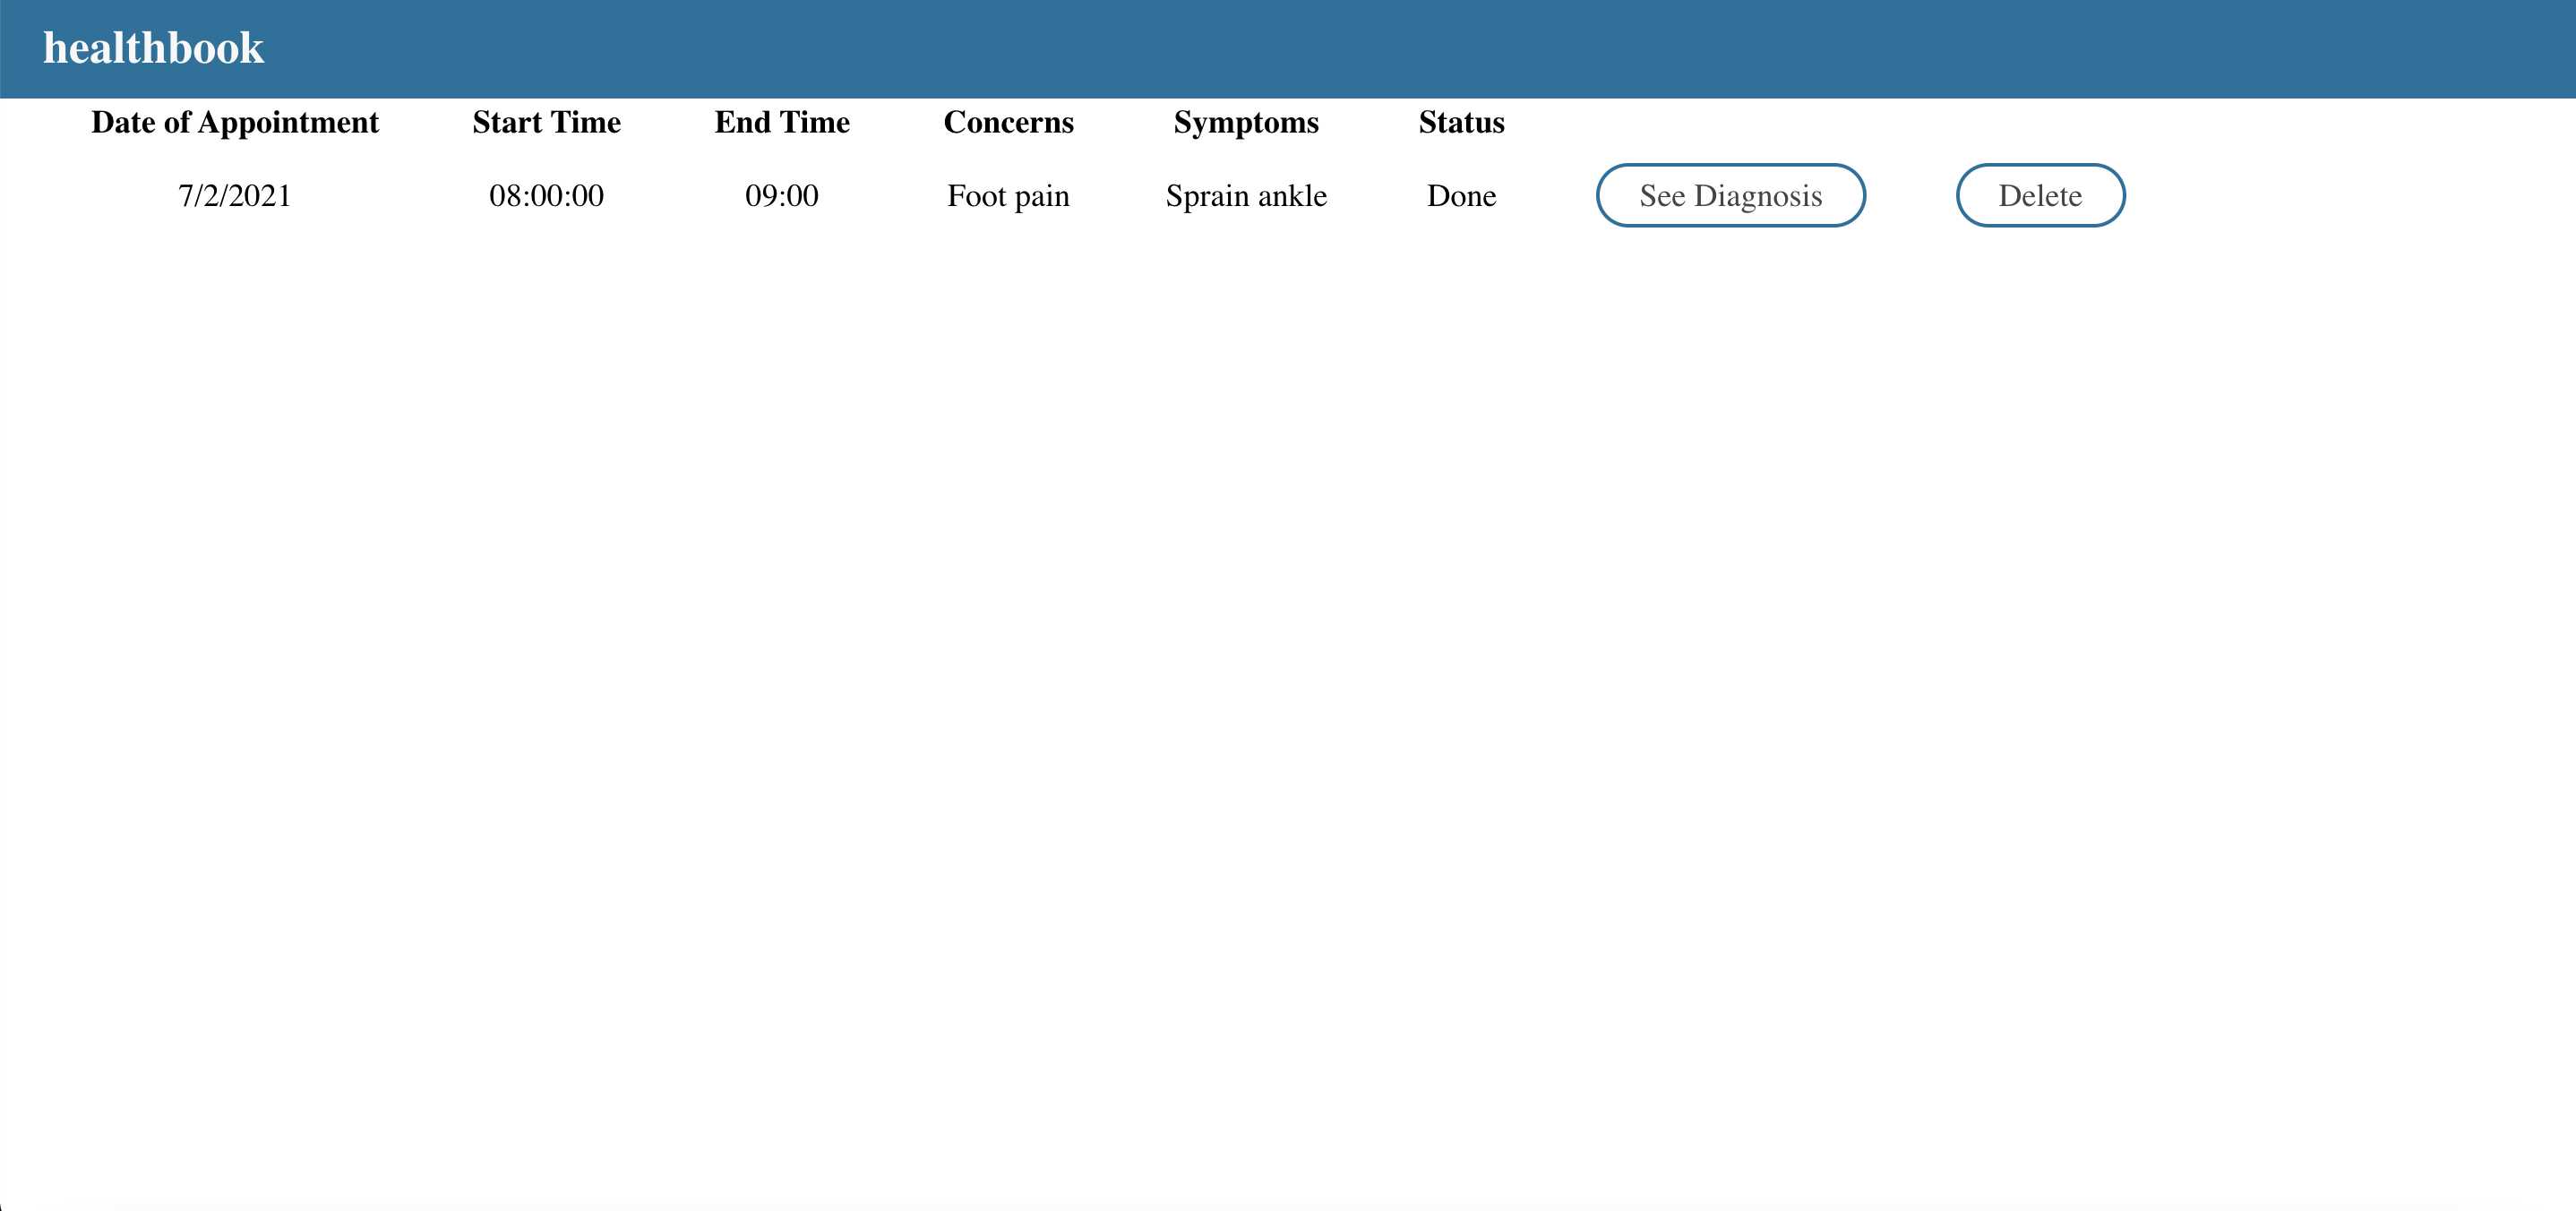 healthbook
Date of Appointment Start Time End Time Concerns Symptoms Status
7/2/2021 08:00:00 09:00 Foot pain Sprain ankle Done See Diagnosis Delete